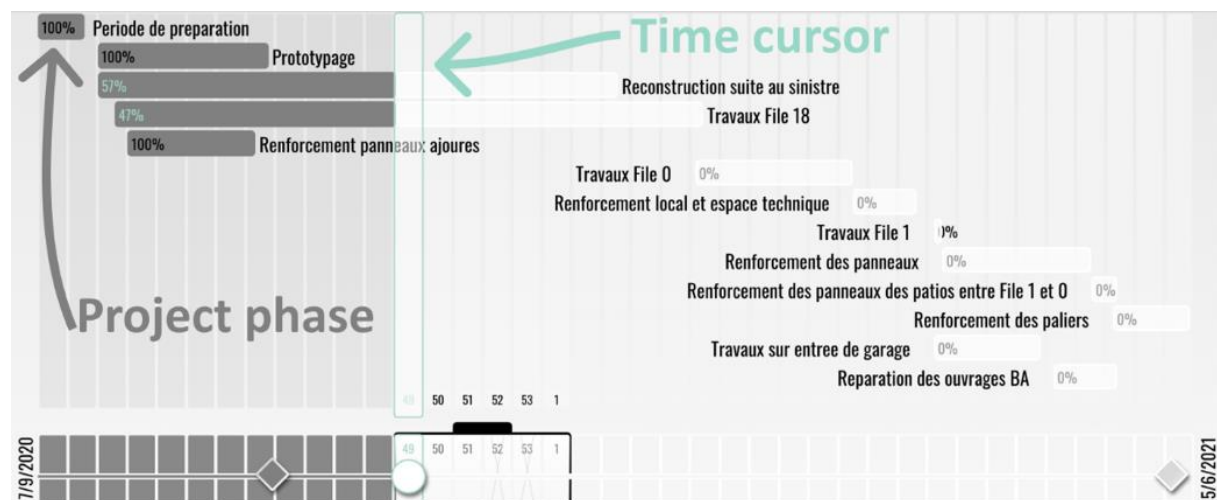 100% Periode de preparation
Time cursor
100% Prototypage
57% Reconstruction suite au sinistre
47% Travaux File 18
100% Renforcement panneaux ajoures
Travaux File 0 0%
Renforcement local et espace technique 0%
Travaux File 1 0%
Renforcement des panneaux 0%
Renforcement des panneaux des patios entre File 1 et 0 0%
Project phase
Renforcement des paliers 0%
Travaux sur entree de garage 0%
Reparation des ouvrages BA 0%
49 50 51 52 53 1
49 50 51 52 53 1
7/9/2020
5/6/2021